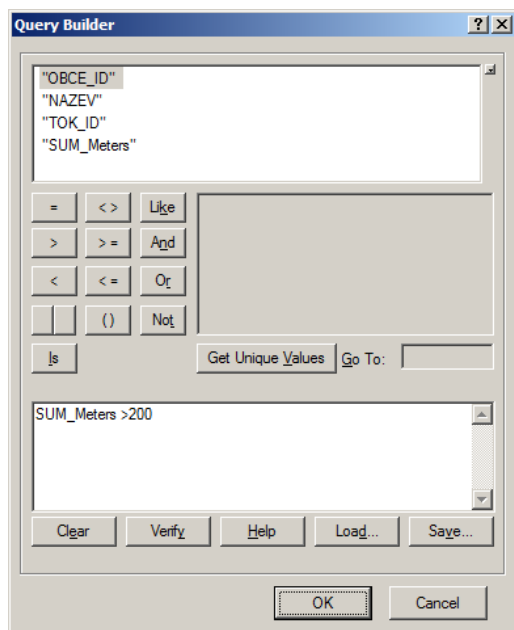 Query Builder
"OBCE_ID"
"NAZEV"
"TOK_ID"
"SUM_Meters"
= < > Like
> > = And
< < = Or
( ) Not
Is Get Unique Values Go To:
SUM_Meters >200
Clear Verify Help Load... Save...
OK Cancel